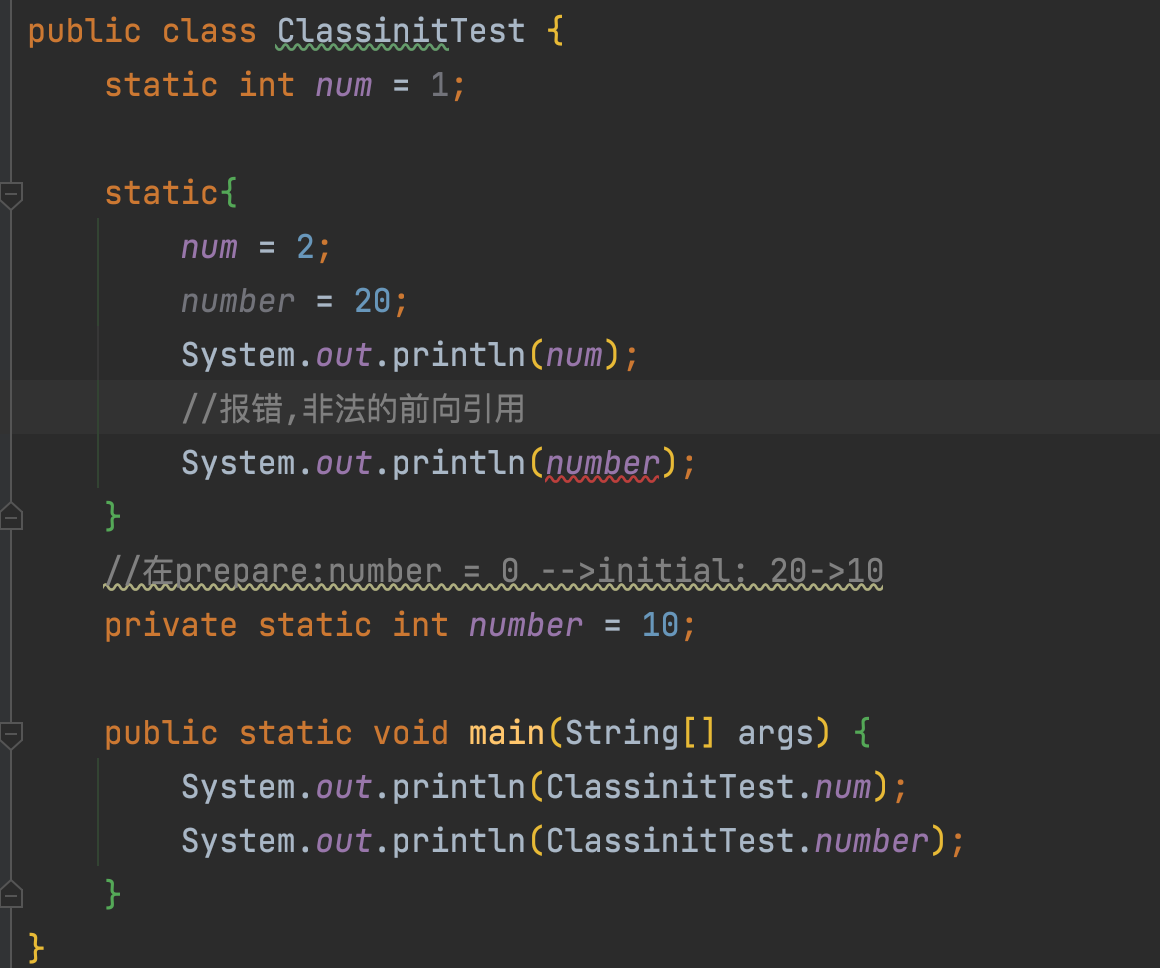 public class ClassinitTest {
    static int num = 1;
    static{
        num = 2;
        number = 20;
        System.out.println(num);
        //报错,非法的前向引用
        System.out.println(number);
    }
    //在prepare:number = 0 -->initial: 20->10
    private static int number = 10;
    public static void main(String[] args) {
        System.out.println(ClassinitTest.num);
        System.out.println(ClassinitTest.number);
    }
}